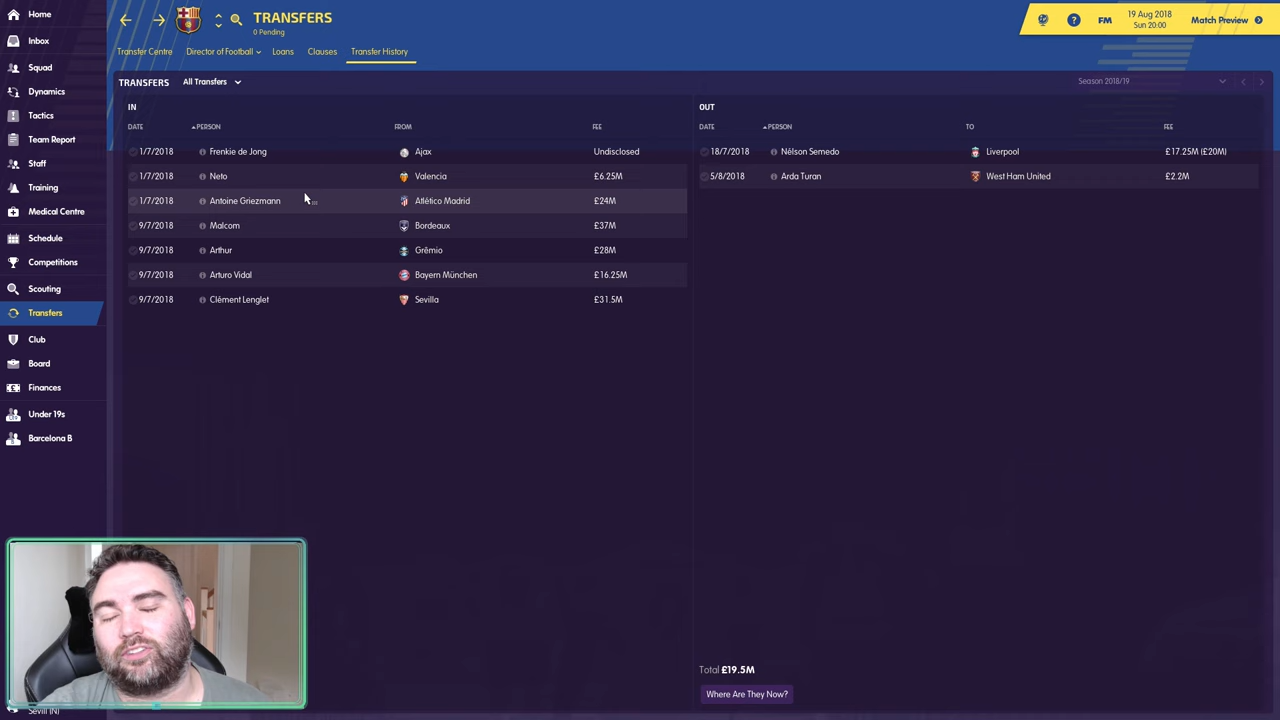 Home
Inbox
Squad
Dynamics
Tactics
Team Report
Staff
Training
Medical Centre
Schedule
Competitions
Scouting
Transfers
Club
Board
Finances
Under 19s
Barcelona B
Sevill (N)
TRANSFERS
0 Pending
? FM 19 Aug 2018 Match Preview
Sun 20:00
Transfer Centre Director of Football Loans Clauses Transfer History
TRANSFERS All Transfers Season 2018/19
IN
DATE PERSON FROM FEE
1/7/2018 Frenkie de Jong Ajax Undisclosed
1/7/2018 Neto Valencia £6.25M
1/7/2018 Antoine Griezmann Atlético Madrid £24M
9/7/2018 Malcom Bordeaux £37M
9/7/2018 Arthur Grêmio £28M
9/7/2018 Arturo Vidal Bayern München £16.25M
9/7/2018 Clément Lenglet Sevilla £31.5M
OUT
DATE PERSON TO FEE
18/7/2018 Nélson Semedo Liverpool £17.25M (£20M)
5/8/2018 Arda Turan West Ham United £2.2M
Total £19.5M
Where Are They Now?